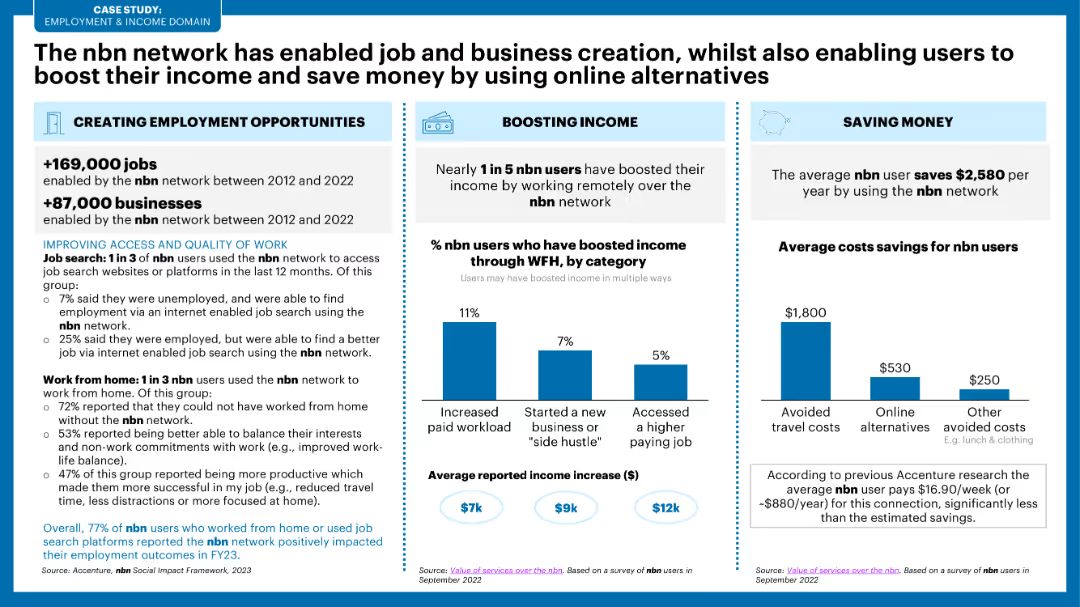 CASE STUDY:
EMPLOYMENT & INCOME DOMAIN
The nbn network has enabled job and business creation, whilst also enabling users to
boost their income and save money by using online alternatives
CREATING EMPLOYMENT OPPORTUNITIES
+169,000 jobs
enabled by the nbn network between 2012 and 2022
+87,000 businesses
enabled by the nbn network between 2012 and 2022
IMPROVING ACCESS AND QUALITY OF WORK
Job search: 1 in 3 of nbn users used the nbn network to access
job search websites or platforms in the last 12 months. Of this
group:
o 7% said they were unemployed, and were able to find
employment via an internet enabled job search using the
nbn network.
o 25% said they were employed, but were able to find a better
job via internet enabled job search using the nbn network.
Work from home: 1 in 3 nbn users used the nbn network to
work from home. Of this group:
o 72% reported that they could not have worked from home
without the nbn network.
o 53% reported being better able to balance their interests
and non-work commitments with work (e.g., improved work-
life balance).
o 47% of this group reported being more productive which
made them more successful in my job (e.g., reduced travel
time, less distractions or more focused at home).
Overall, 77% of nbn users who worked from home or used job
search platforms reported the nbn network positively impacted
their employment outcomes in FY23.
Source: Accenture, nbn Social Impact Framework, 2023
BOOSTING INCOME
Nearly 1 in 5 nbn users have boosted their
income by working remotely over the
nbn network
% nbn users who have boosted income
through WFH, by category
Users may have boosted income in multiple ways
11%
7%
5%
Increased
paid workload
Started a new
business or
"side hustle"
Accessed
a higher
paying job
Average reported income increase ($)
$7k
$9k
$12k
Source: Value of services over the nbn. Based on a survey of nbn users in
September 2022
SAVING MONEY
The average nbn user saves $2,580 per
year by using the nbn network
Average costs savings for nbn users
$1,800
$530
$250
Avoided
travel costs
Online
alternatives
Other
avoided costs
E.g. lunch & clothing
According to previous Accenture research the
average nbn user pays $16.90/week (or
~$880/year) for this connection, significantly less
than the estimated savings.
Source: Value of services over the nbn. Based on a survey of nbn users in
September 2022